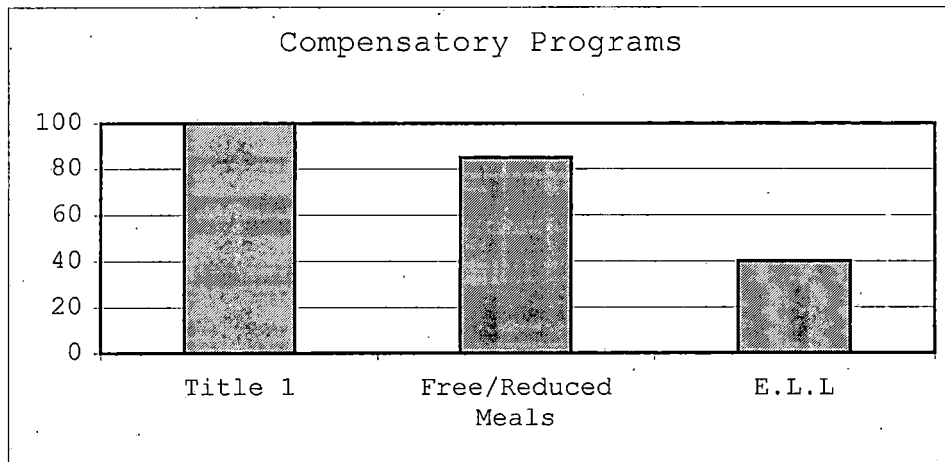 Compensatory Programs
100
80
60
40
20
0
Title 1
Free/Reduced
Meals
E.L.L